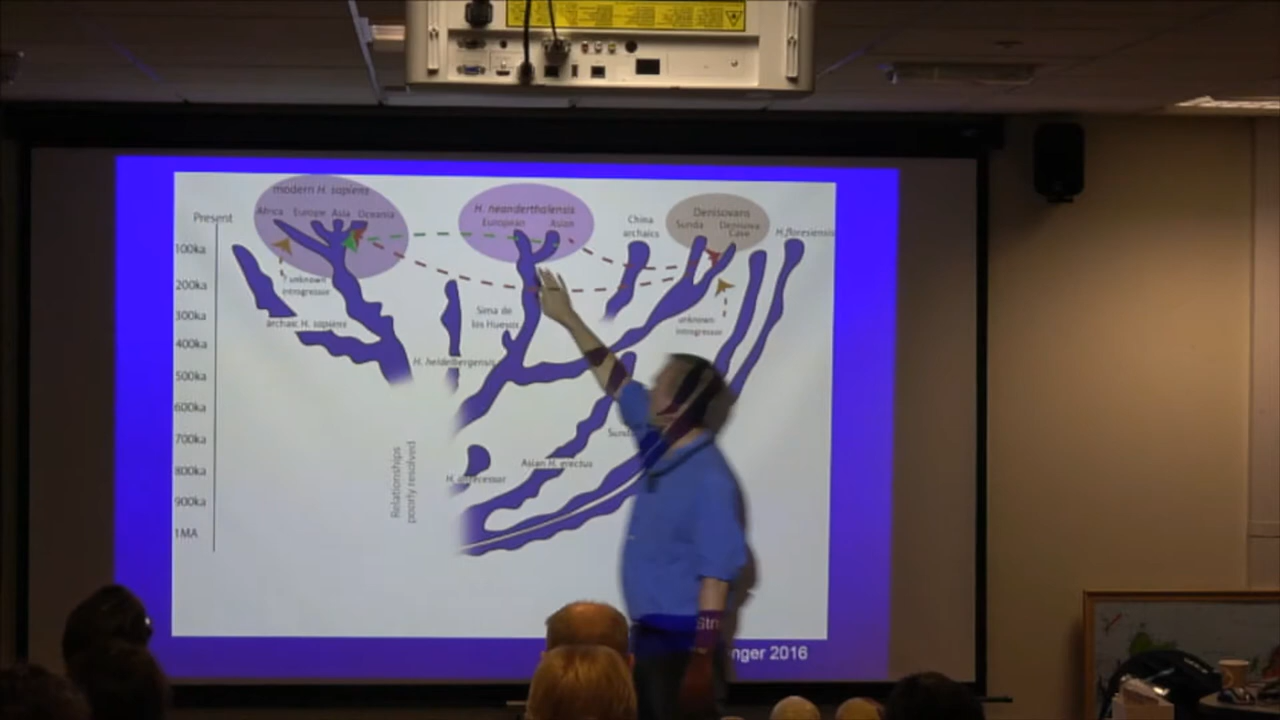 modern H. sapiens
Africa Europe Asia Oceania
H. neanderthalensis
European Asian
China
archaics
Denisovans
Sunda Denisova
Cave
H. floresiensis
Present
100ka
200ka
300ka
400ka
500ka
600ka
700ka
800ka
900ka
1MA
? unknown
introgressor
archaic H. sapiens
Sima de
los Huesos
H. heidelbergensis
unknown
introgressor
Sunda
Asian H. erectus
H. antecessor
Relationships
poorly resolved
Str nger 2016